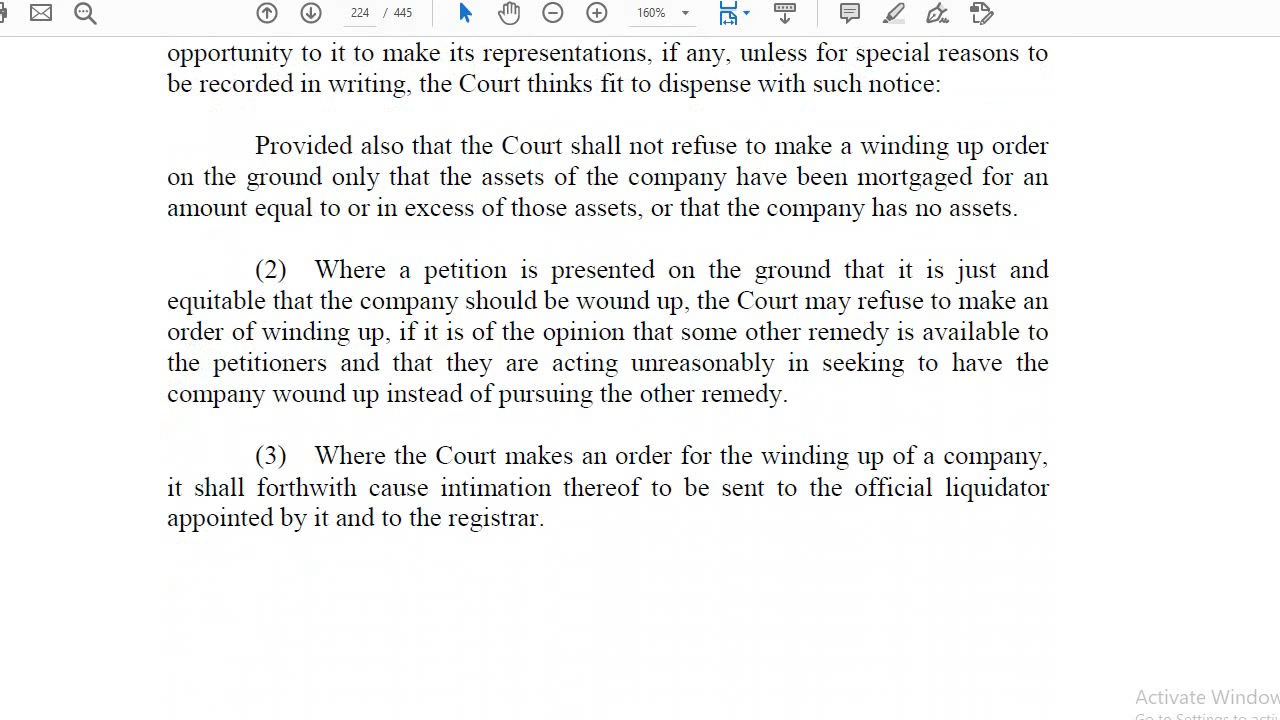 224 / 445
160%
opportunity to it to make its representations, if any, unless for special reasons to
be recorded in writing, the Court thinks fit to dispense with such notice:
Provided also that the Court shall not refuse to make a winding up order
on the ground only that the assets of the company have been mortgaged for an
amount equal to or in excess of those assets, or that the company has no assets.
(2) Where a petition is presented on the ground that it is just and
equitable that the company should be wound up, the Court may refuse to make an
order of winding up, if it is of the opinion that some other remedy is available to
the petitioners and that they are acting unreasonably in seeking to have the
company wound up instead of pursuing the other remedy.
(3) Where the Court makes an order for the winding up of a company,
it shall forthwith cause intimation thereof to be sent to the official liquidator
appointed by it and to the registrar.
Activate Window
Go to Settings to